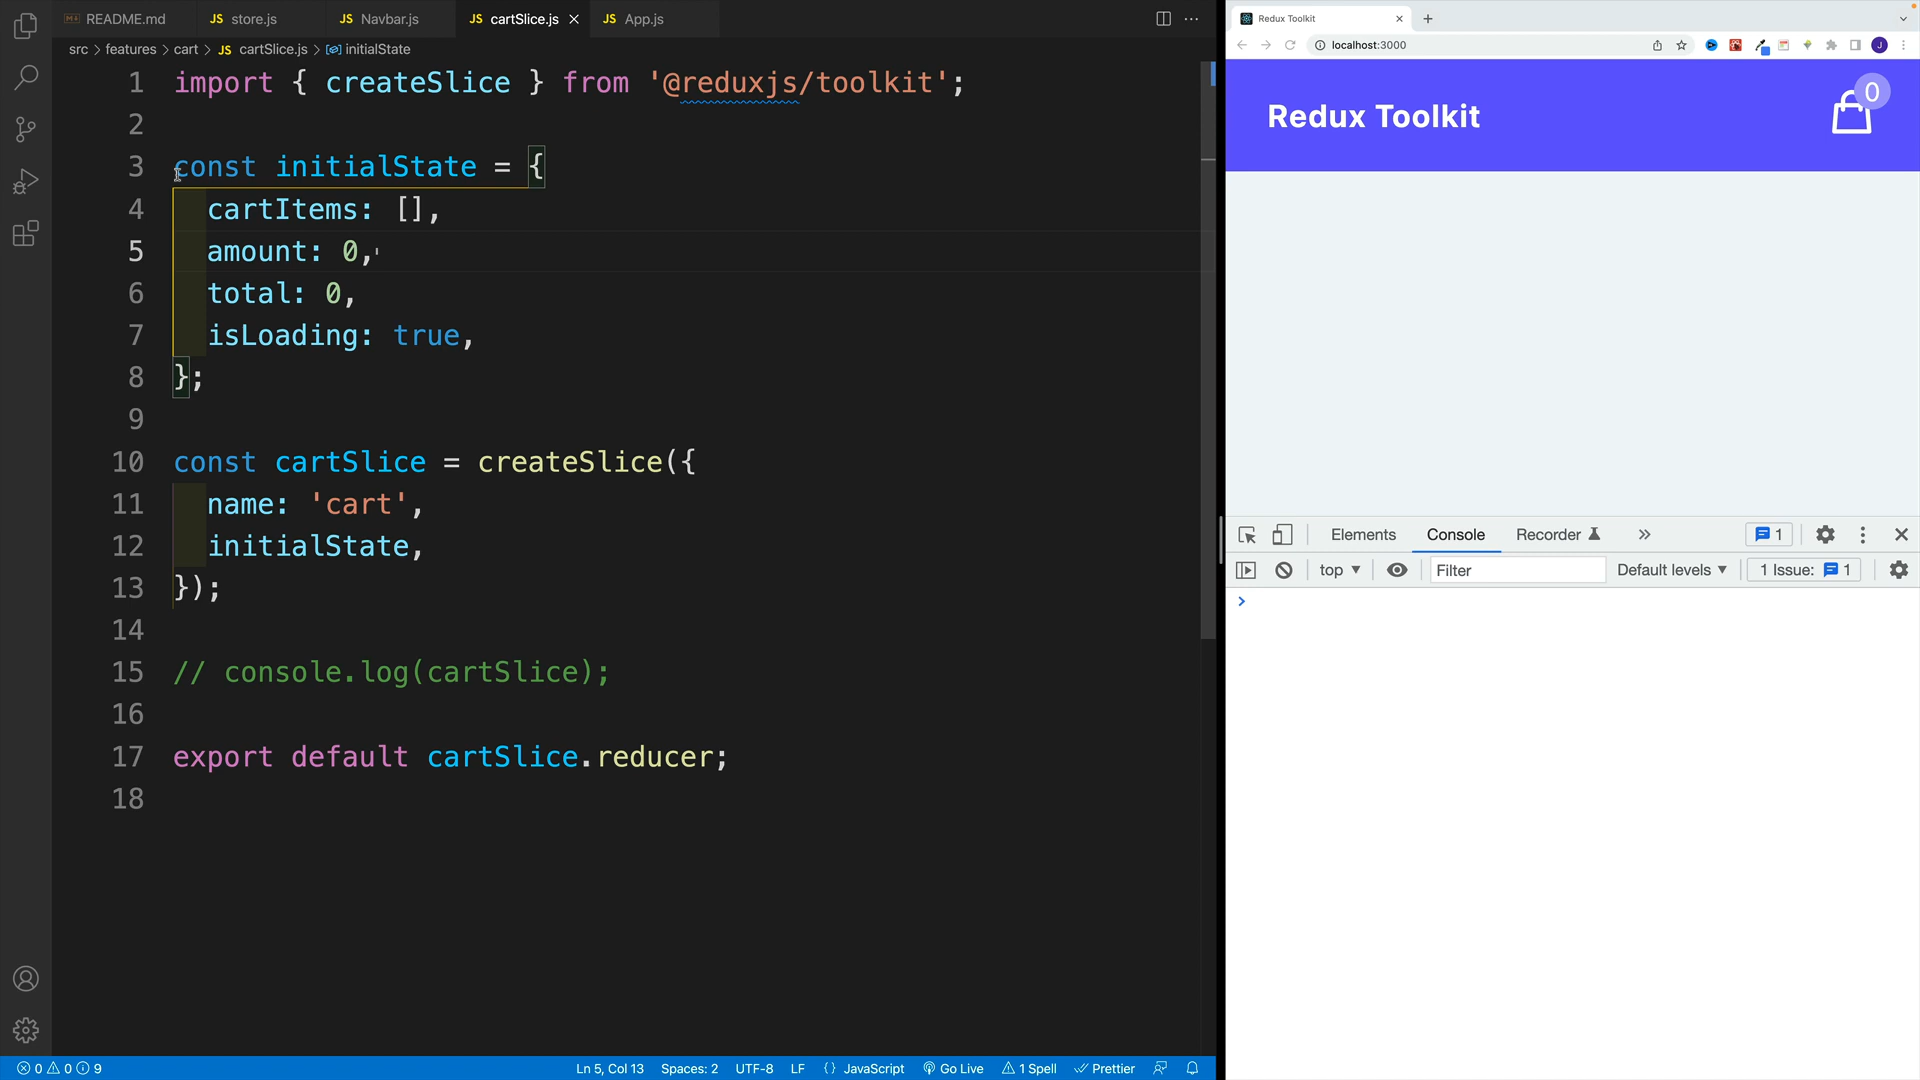 README.md
JS store.js
JS Navbar.js
JS cartSlice.js
JS App.js
src > features > cart > JS cartSlice.js > initialState
1 import { createSlice } from '@reduxjs/toolkit';
2
3 const initialState = {
4 cartItems: [],
5 amount: 0,
6 total: 0,
7 isLoading: true,
8 };
9
10 const cartSlice = createSlice({
11 name: 'cart',
12 initialState,
13 });
14
15 // console.log(cartSlice);
16
17 export default cartSlice.reducer;
18
0 0 9
Ln 5, Col 13 Spaces: 2 UTF-8 LF {} JavaScript Go Live 1 Spell Prettier
Redux Toolkit
localhost:3000
J
Redux Toolkit
0
Elements Console Recorder 1
top Filter Default levels 1 Issue: 1